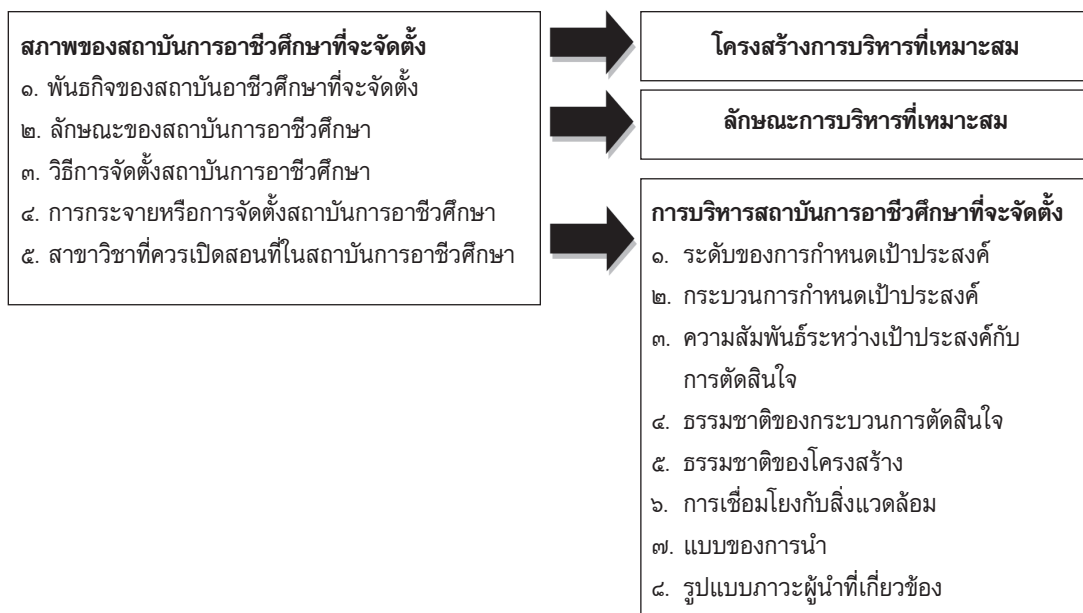 สภาพของสถาบันการอาชีวศึกษาที่จะจัดตั้ง
๑. พันธกิจของสถาบันอาชีวศึกษาที่จะจัดตั้ง
๒. ลักษณะของสถาบันการอาชีวศึกษา
๓. วิธีการจัดตั้งสถาบันการอาชีวศึกษา
๔. การกระจายหรือการจัดตั้งสถาบันการอาชีวศึกษา
๕. สาขาวิชาที่ควรเปิดสอนที่ในสถาบันการอาชีวศึกษา
โครงสร้างการบริหารที่เหมาะสม
ลักษณะการบริหารที่เหมาะสม
การบริหารสถาบันการอาชีวศึกษาที่จะจัดตั้ง
๑. ระดับของการกำหนดเป้าประสงค์
๒. กระบวนการกำหนดเป้าประสงค์
๓. ความสัมพันธ์ระหว่างเป้าประสงค์กับ
การตัดสินใจ
๔. ธรรมชาติของกระบวนการตัดสินใจ
๕. ธรรมชาติของโครงสร้าง
๖. การเชื่อมโยงกับสิ่งแวดล้อม
๗. แบบของการนำ
๘. รูปแบบภาวะผู้นำที่เกี่ยวข้อง